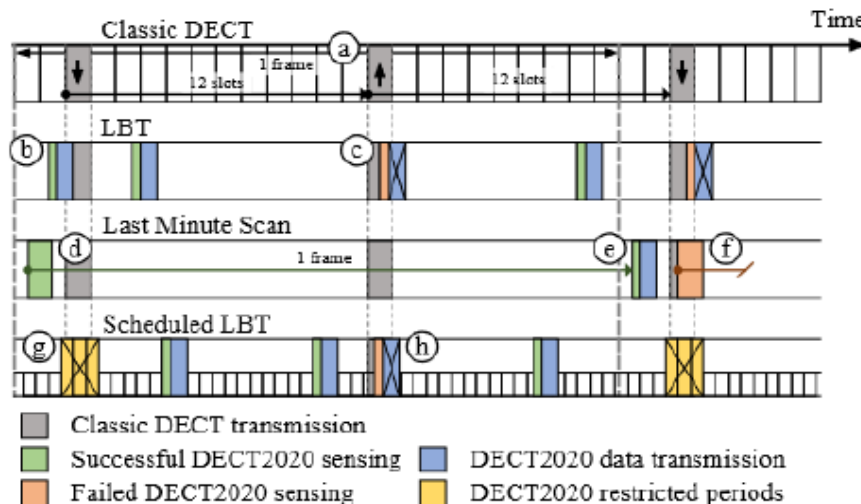 Classic DECT
Time
a
1 frame
12 slots
12 slots
LBT
b
c
Last Minute Scan
d
e
f
1 frame
Scheduled LBT
g
h
Classic DECT transmission
Successful DECT2020 sensing
DECT2020 data transmission
Failed DECT2020 sensing
DECT2020 restricted periods